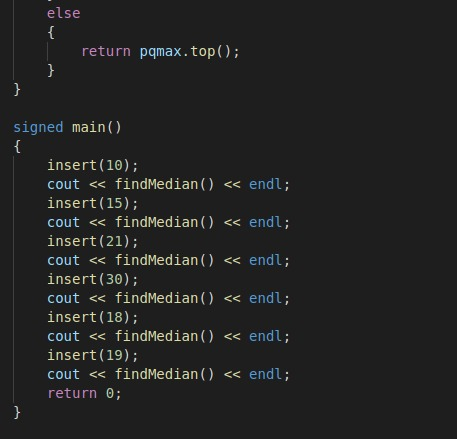 else
{
return pqmax.top();
}
}
signed main()
{
insert(10);
cout << findMedian() << endl;
insert(15);
cout << findMedian() << endl;
insert(21);
cout << findMedian() << endl;
insert(30);
cout << findMedian() << endl;
insert(18);
cout << findMedian() << endl;
insert(19);
cout << findMedian() << endl;
return 0;
}